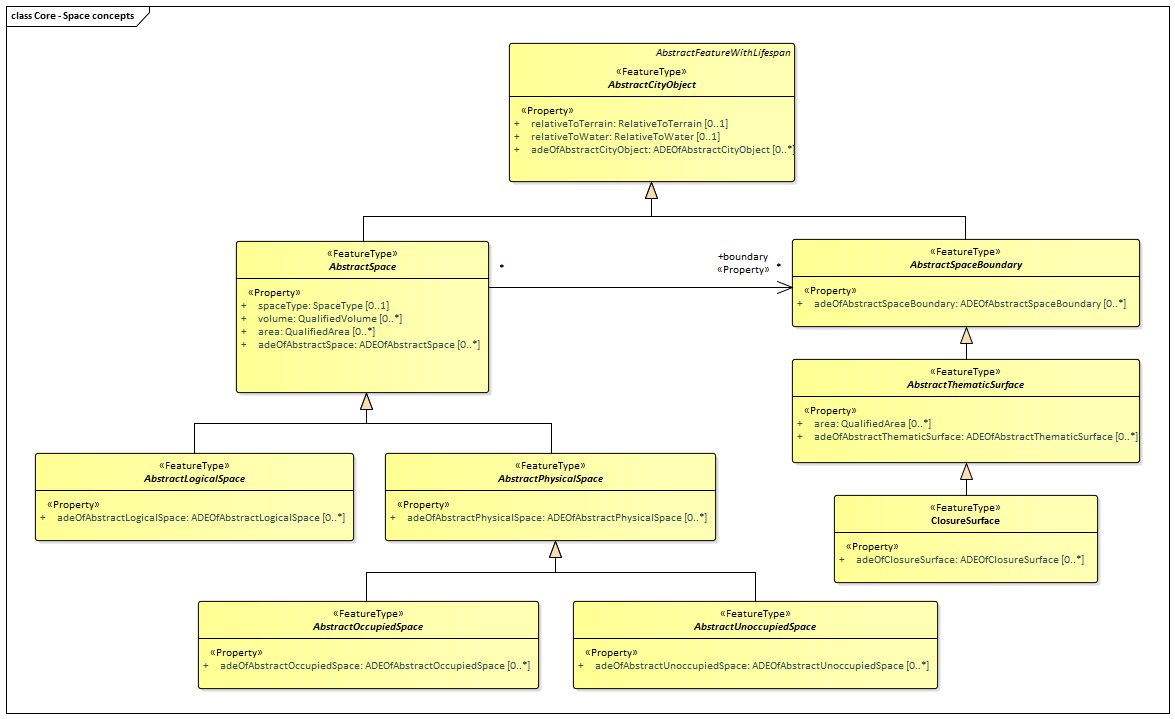 class Core - Space concepts
AbstractFeatureWithLifespan
«FeatureType»
AbstractCityObject
«Property»
+ relativeToTerrain: RelativeToTerrain [0..1]
+ relativeToWater: RelativeToWater [0..1]
+ adeOfAbstractCityObject: ADEOfAbstractCityObject [0..*]
«FeatureType»
AbstractSpace
«Property»
+ spaceType: SpaceType [0..1]
+ volume: QualifiedVolume [0..*]
+ area: QualifiedArea [0..*]
+ adeOfAbstractSpace: ADEOfAbstractSpace [0..*]
*
+boundary
«Property» *
«FeatureType»
AbstractSpaceBoundary
«Property»
+ adeOfAbstractSpaceBoundary: ADEOfAbstractSpaceBoundary [0..*]
«FeatureType»
AbstractThematicSurface
«Property»
+ area: QualifiedArea [0..*]
+ adeOfAbstractThematicSurface: ADEOfAbstractThematicSurface [0..*]
«FeatureType»
AbstractLogicalSpace
«Property»
+ adeOfAbstractLogicalSpace: ADEOfAbstractLogicalSpace [0..*]
«FeatureType»
AbstractPhysicalSpace
«Property»
+ adeOfAbstractPhysicalSpace: ADEOfAbstractPhysicalSpace [0..*]
«FeatureType»
ClosureSurface
«Property»
+ adeOfClosureSurface: ADEOfClosureSurface [0..*]
«FeatureType»
AbstractOccupiedSpace
«Property»
+ adeOfAbstractOccupiedSpace: ADEOfAbstractOccupiedSpace [0..*]
«FeatureType»
AbstractUnoccupiedSpace
«Property»
+ adeOfAbstractUnoccupiedSpace: ADEOfAbstractUnoccupiedSpace [0..*]